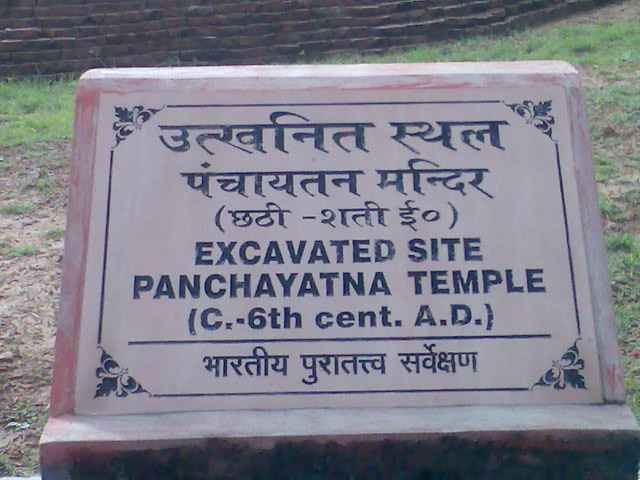 उत्खनित स्थल
पंचायतन मन्दिर
(छठी -शती ई०)
EXCAVATED SITE
PANCHAYATNA TEMPLE
(C.-6th cent. A.D.)
भारतीय पुरातत्त्व सर्वेक्षण